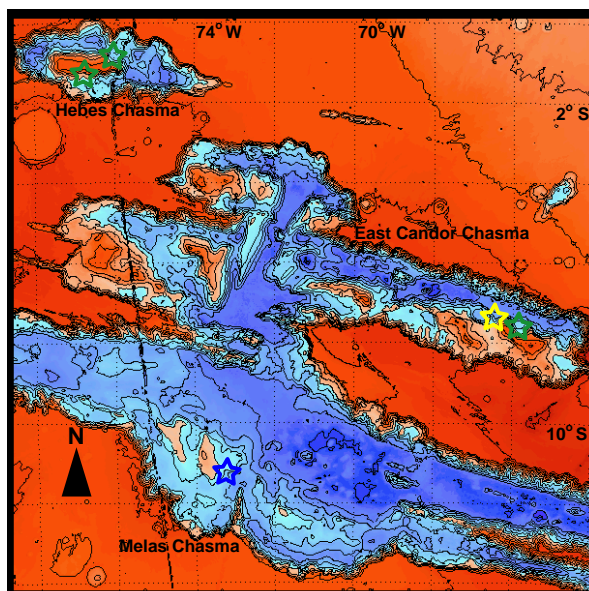 74° W
70° W
Hebes Chasma
2° S
East Candor Chasma
10° S
N
Melas Chasma